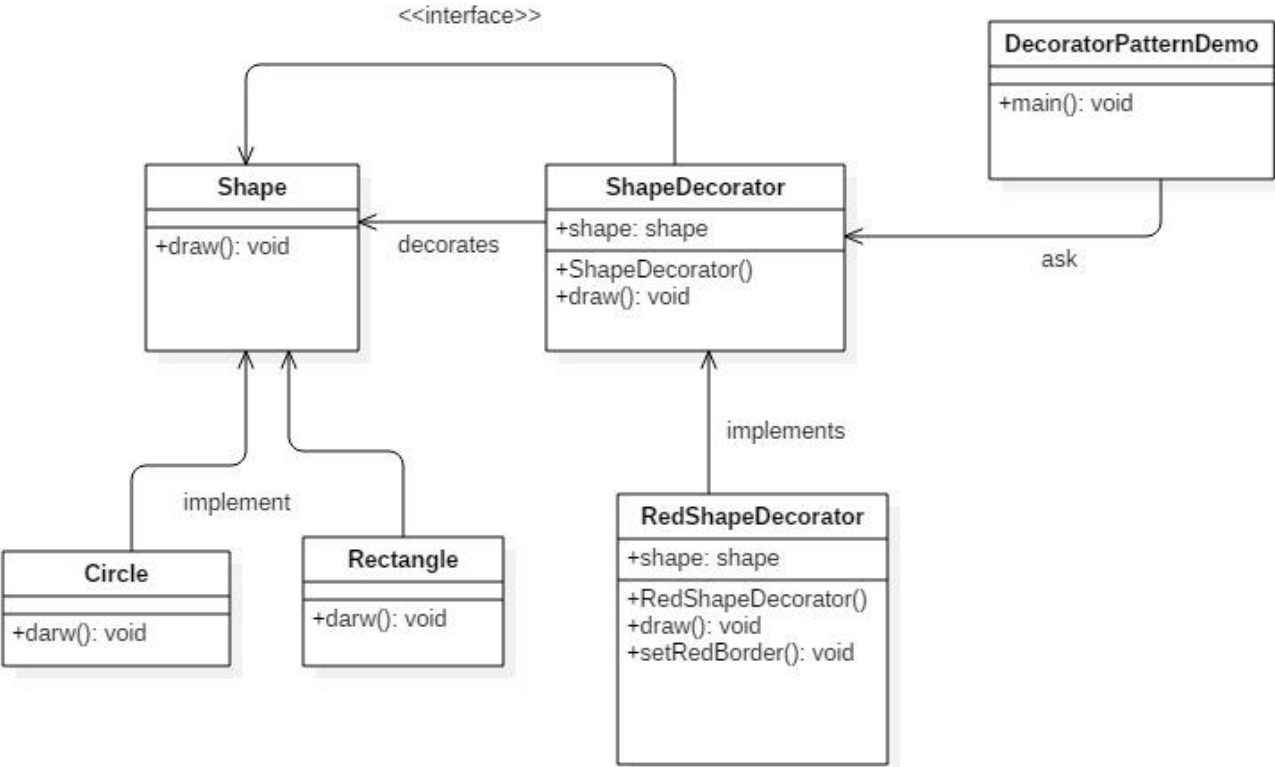 <<interface>>
DecoratorPatternDemo
+main(): void
Shape
+draw(): void
decorates
ShapeDecorator
+shape: shape
+ShapeDecorator()
+draw(): void
ask
implement
implements
Circle
+darw(): void
Rectangle
+darw(): void
RedShapeDecorator
+shape: shape
+RedShapeDecorator()
+draw(): void
+setRedBorder(): void